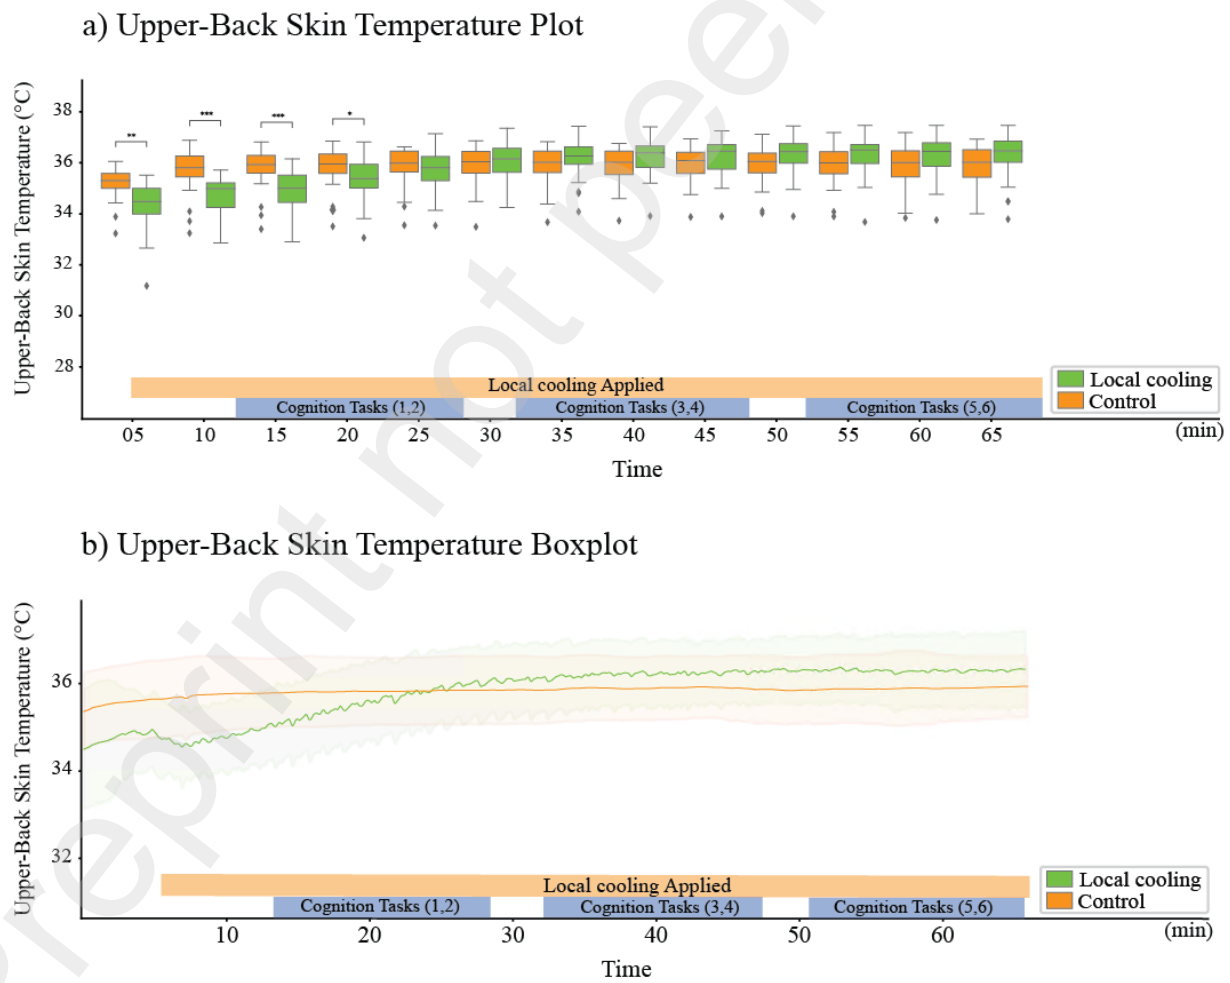 a) Upper-Back Skin Temperature Plot
Upper-Back Skin Temperature (°C)
38
36
34
32
30
28
** *** *** *
Local cooling Applied
Cognition Tasks (1,2) Cognition Tasks (3,4) Cognition Tasks (5,6)
Local cooling
Control
05 10 15 20 25 30 35 40 45 50 55 60 65 (min)
Time
b) Upper-Back Skin Temperature Boxplot
Upper-Back Skin Temperature (°C)
36
34
32
Local cooling Applied
Cognition Tasks (1,2) Cognition Tasks (3,4) Cognition Tasks (5,6)
Local cooling
Control
10 20 30 40 50 60 (min)
Time
Preprint not peer